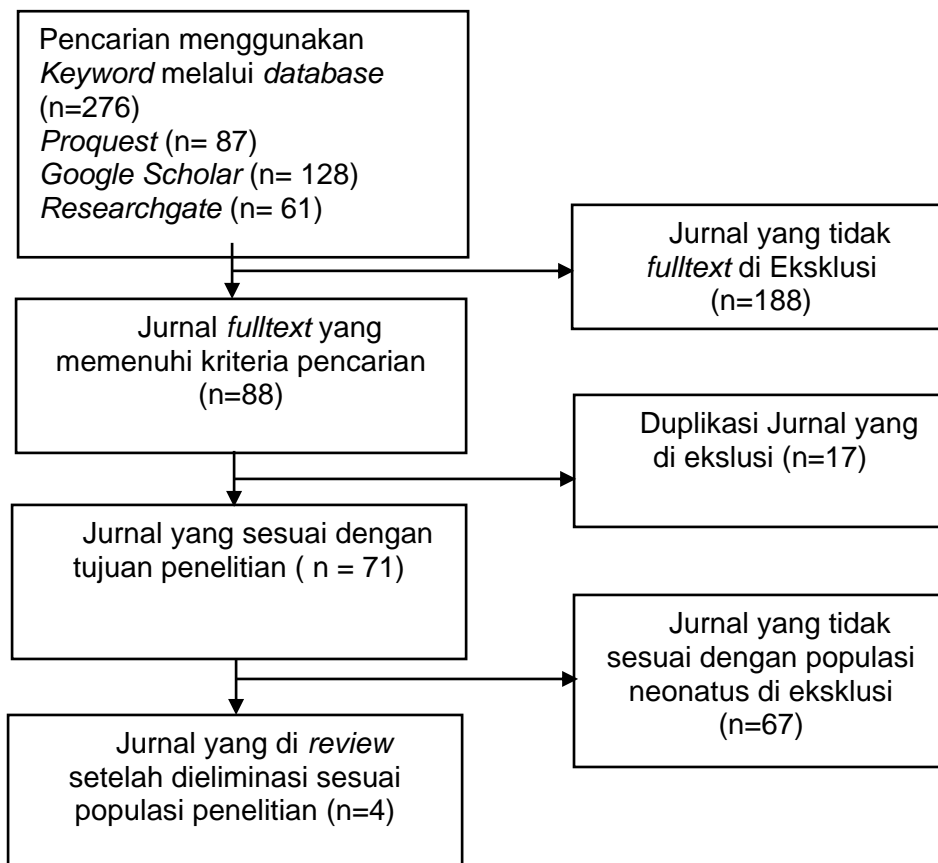 Pencarian menggunakan
Keyword melalui database
(n=276)
Proquest (n= 87)
Google Scholar (n= 128)
Researchgate (n= 61)
Jurnal yang tidak
fulltext di Eksklusi
(n=188)
Jurnal fulltext yang
memenuhi kriteria pencarian
(n=88)
Duplikasi Jurnal yang
di ekslusi (n=17)
Jurnal yang sesuai dengan
tujuan penelitian ( n = 71)
Jurnal yang tidak
sesuai dengan populasi
neonatus di eksklusi
(n=67)
Jurnal yang di review
setelah dieliminasi sesuai
populasi penelitian (n=4)